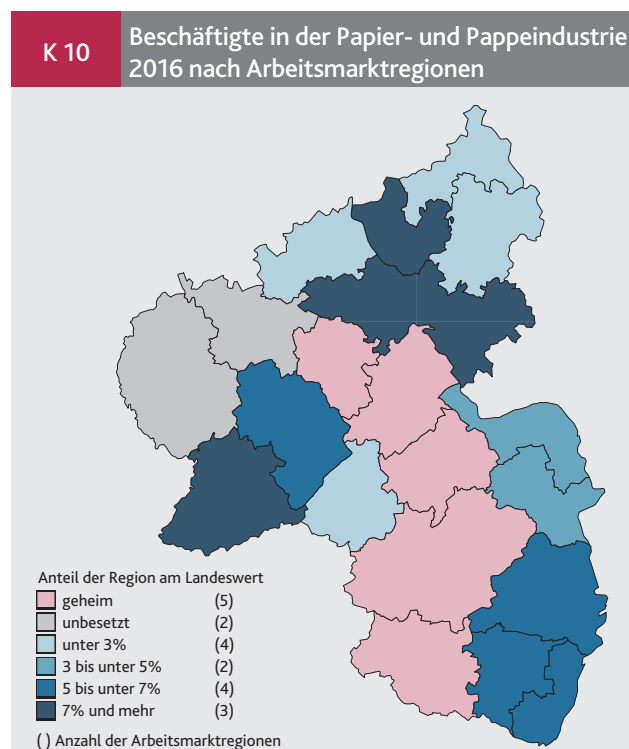 K 10
Beschäftigte in der Papier- und Pappeindustrie
2016 nach Arbeitsmarktregionen
Anteil der Region am Landeswert
geheim (5)
unbesetzt (2)
unter 3% (4)
3 bis unter 5% (2)
5 bis unter 7% (4)
7% und mehr (3)
( ) Anzahl der Arbeitsmarktregionen